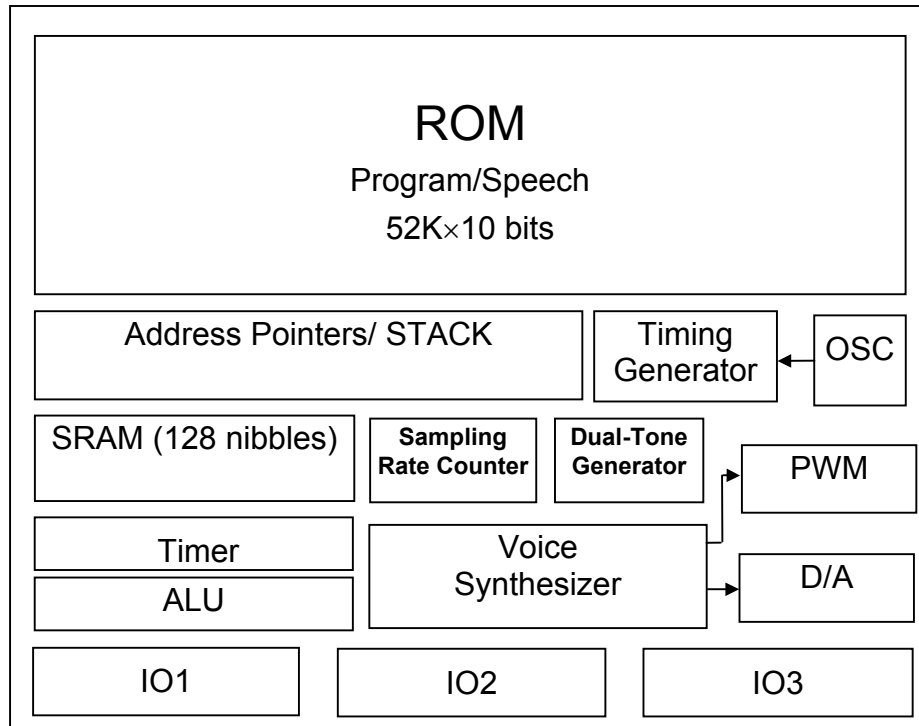 ROM
Program/Speech
52K×10 bits
Address Pointers/ STACK
Timing
Generator
OSC
SRAM (128 nibbles)
Sampling
Rate Counter
Dual-Tone
Generator
PWM
Timer
Voice
Synthesizer
ALU
D/A
IO1
IO2
IO3